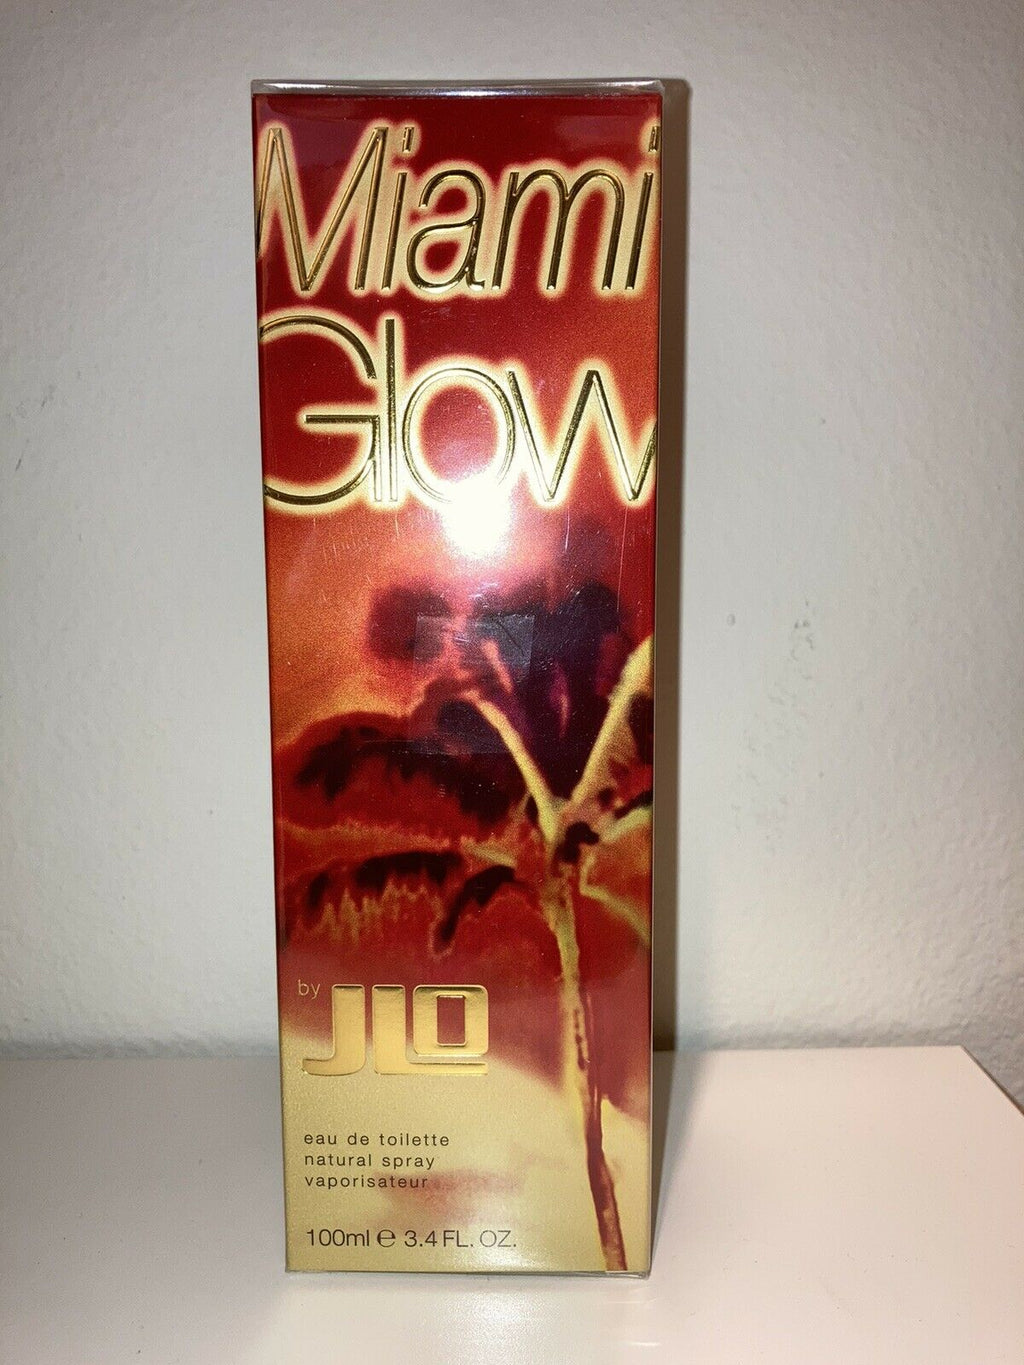 Miami
Glow
by JLO
eau de toilette
natural spray
vaporisateur
100ml ℮ 3.4 FL. OZ.